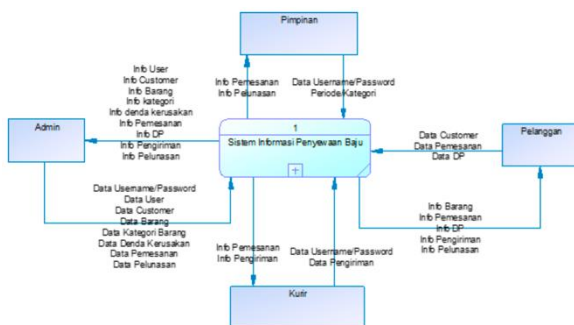 Pimpinan
Info User
Info Customer
Info Barang
Info kategori
Info denda kerusakan
Info Pemesanan
Info DP
Info Pengiriman
Info Pelunasan
Info Pemesanan
Info Pelunasan
Data Username/Password
Periode/Kategori
Admin
1
Sistem Informasi Penyewaan Baju
Data Customer
Data Pemesanan
Data DP
Pelanggan
Data Username/Password
Data User
Data Customer
Data Barang
Data Kategori Barang
Data Denda Kerusakan
Data Pemesanan
Data Pelunasan
Info Pemesanan
Info Pengiriman
Data Username/Password
Data Pengiriman
Info Barang
Info Pemesanan
Info DP
Info Pengiriman
Info Pelunasan
Kurir